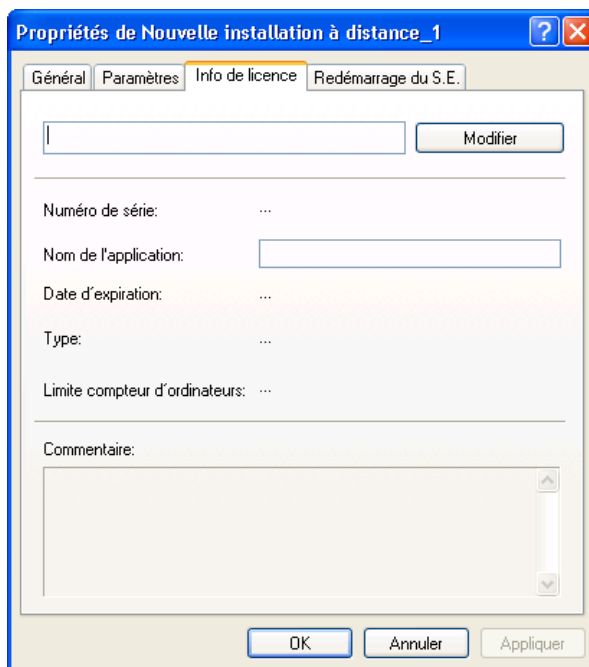 Propriétés de Nouvelle installation à distance_1
Général Paramètres Info de licence Redémarrage du S.E.
Modifier
Numéro de série: ...
Nom de l'application:
Date d'expiration: ...
Type: ...
Limite compteur d'ordinateurs: ...
Commentaire:
OK Annuler Appliquer